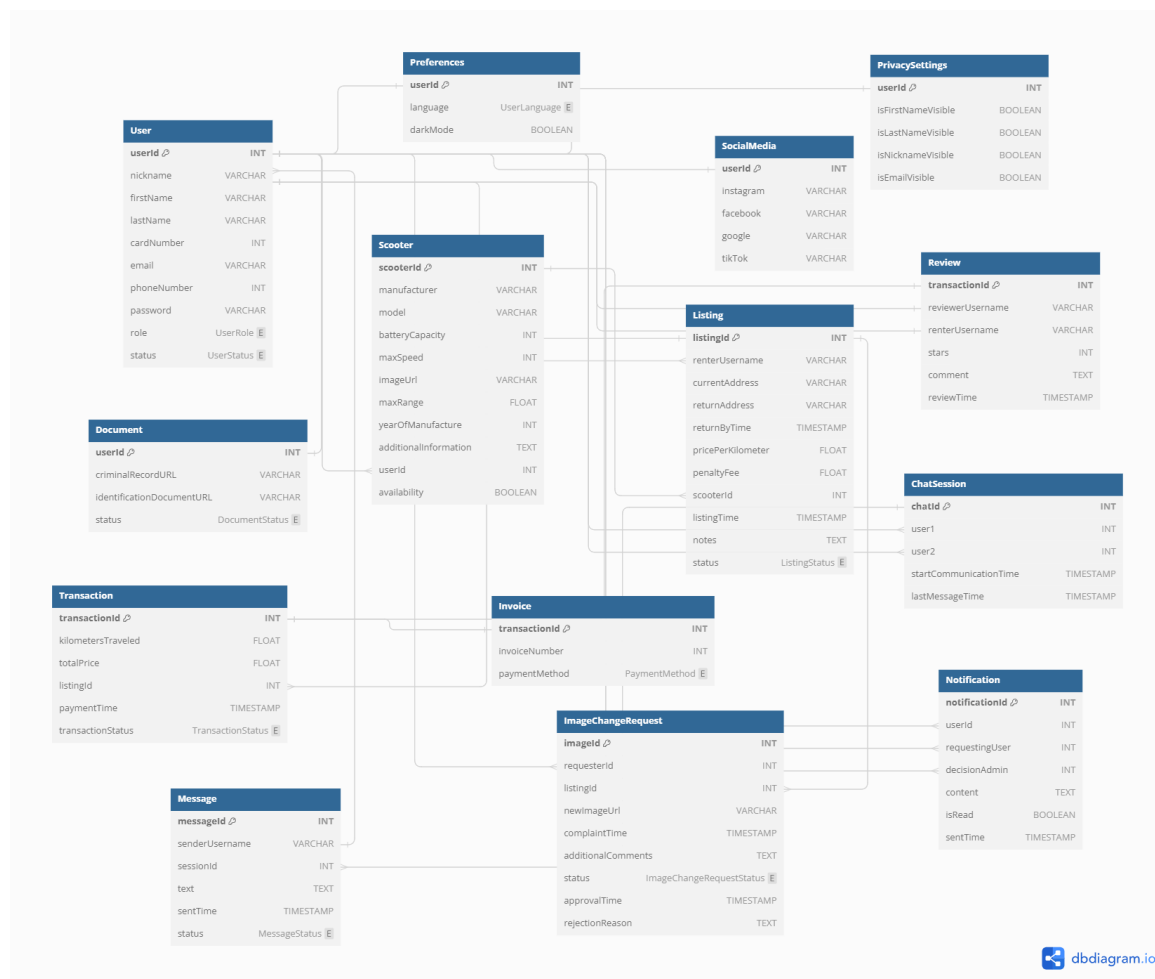 Preferences
userId INT
language UserLanguage E
darkMode BOOLEAN
PrivacySettings
userId INT
isFirstNameVisible BOOLEAN
isLastNameVisible BOOLEAN
isNicknameVisible BOOLEAN
isEmailVisible BOOLEAN
User
userId INT
nickname VARCHAR
firstName VARCHAR
lastName VARCHAR
cardNumber INT
email VARCHAR
phoneNumber INT
password VARCHAR
role UserRole E
status UserStatus E
SocialMedia
userId INT
instagram VARCHAR
facebook VARCHAR
google VARCHAR
tikTok VARCHAR
Scooter
scooterId INT
manufacturer VARCHAR
model VARCHAR
batteryCapacity INT
maxSpeed INT
imageUrl VARCHAR
maxRange FLOAT
yearOfManufacture INT
additionalInformation TEXT
userId INT
availability BOOLEAN
Review
transactionId INT
reviewerUsername VARCHAR
renterUsername VARCHAR
stars INT
comment TEXT
reviewTime TIMESTAMP
Listing
listingId INT
renterUsername VARCHAR
currentAddress VARCHAR
returnAddress VARCHAR
returnByTime TIMESTAMP
pricePerKilometer FLOAT
penaltyFee FLOAT
scooterId INT
listingTime TIMESTAMP
notes TEXT
status ListingStatus E
Document
userId INT
criminalRecordURL VARCHAR
identificationDocumentURL VARCHAR
status DocumentStatus E
ChatSession
chatId INT
user1 INT
user2 INT
startCommunicationTime TIMESTAMP
lastMessageTime TIMESTAMP
Transaction
transactionId INT
kilometersTraveled FLOAT
totalPrice FLOAT
listingId INT
paymentTime TIMESTAMP
transactionStatus TransactionStatus E
Invoice
transactionId INT
invoiceNumber INT
paymentMethod PaymentMethod E
Notification
notificationId INT
userId INT
requestingUser INT
decisionAdmin INT
content TEXT
isRead BOOLEAN
sentTime TIMESTAMP
ImageChangeRequest
imageId INT
requesterId INT
listingId INT
newImageUrl VARCHAR
complaintTime TIMESTAMP
additionalComments TEXT
status ImageChangeRequestStatus E
approvalTime TIMESTAMP
rejectionReason TEXT
Message
messageId INT
senderUsername VARCHAR
sessionId INT
text TEXT
sentTime TIMESTAMP
status MessageStatus E
dbdiagram.io